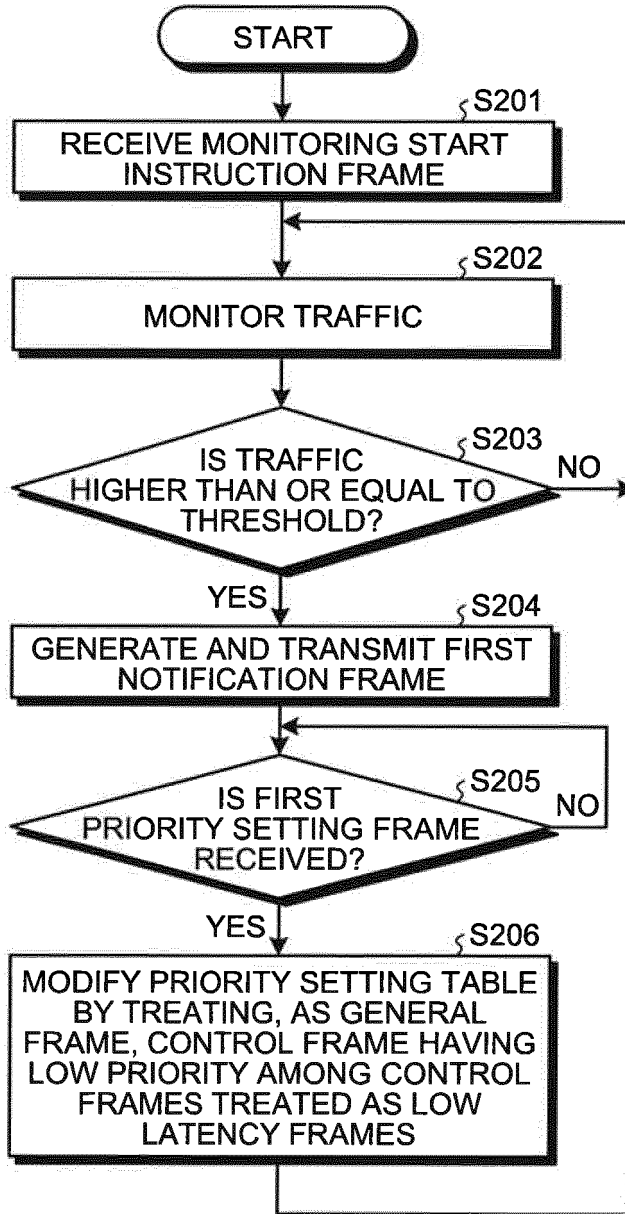 START
S201
RECEIVE MONITORING START
INSTRUCTION FRAME
S202
MONITOR TRAFFIC
S203
IS TRAFFIC
HIGHER THAN OR EQUAL TO
THRESHOLD?
NO
YES
S204
GENERATE AND TRANSMIT FIRST
NOTIFICATION FRAME
S205
IS FIRST
PRIORITY SETTING FRAME
RECEIVED?
NO
YES
S206
MODIFY PRIORITY SETTING TABLE
BY TREATING, AS GENERAL
FRAME, CONTROL FRAME HAVING
LOW PRIORITY AMONG CONTROL
FRAMES TREATED AS LOW
LATENCY FRAMES